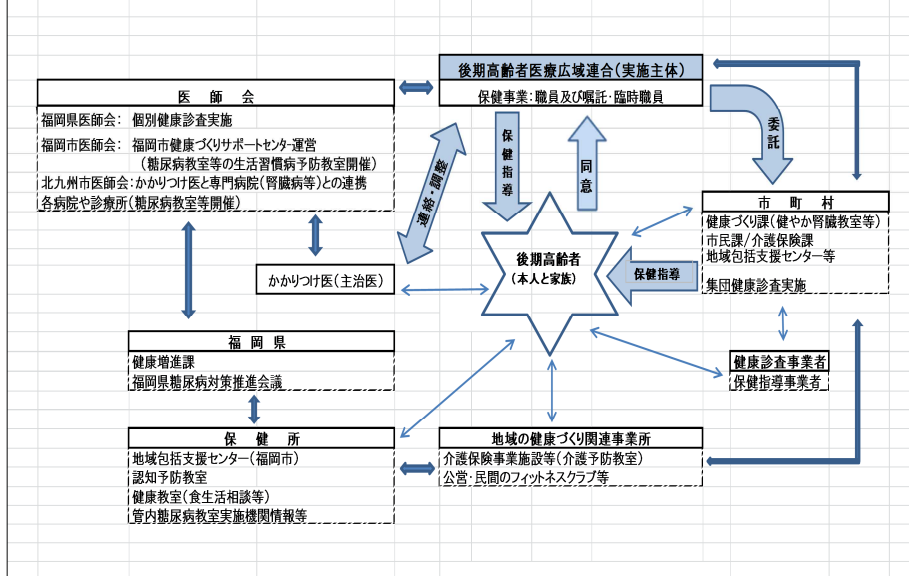 後期高齢者医療広域連合(実施主体)
保健事業:職員及び嘱託・臨時職員
医師会
福岡県医師会: 個別健康診査実施
福岡市医師会: 福岡市健康づくりサポートセンター運営
(糖尿病教室等の生活習慣病予防教室開催)
北九州市医師会:かかりつけ医と専門病院(腎臓病等)との連携
各病院や診療所(糖尿病教室等開催)
連絡・調整
保健指導
同意
委託
市町村
健康づくり課(健やか腎臓教室等)
市民課/介護保険課
地域包括支援センター等
集団健康診査実施
後期高齢者
(本人と家族)
保健指導
かかりつけ医(主治医)
福岡県
健康増進課
福岡県糖尿病対策推進会議
健康診査事業者
保健指導事業者
保健所
地域包括支援センター(福岡市)
認知予防教室
健康教室(食生活相談等)
管内糖尿病教室実施機関情報等
地域の健康づくり関連事業所
介護保険事業施設等(介護予防教室)
公営・民間のフィットネスクラブ等